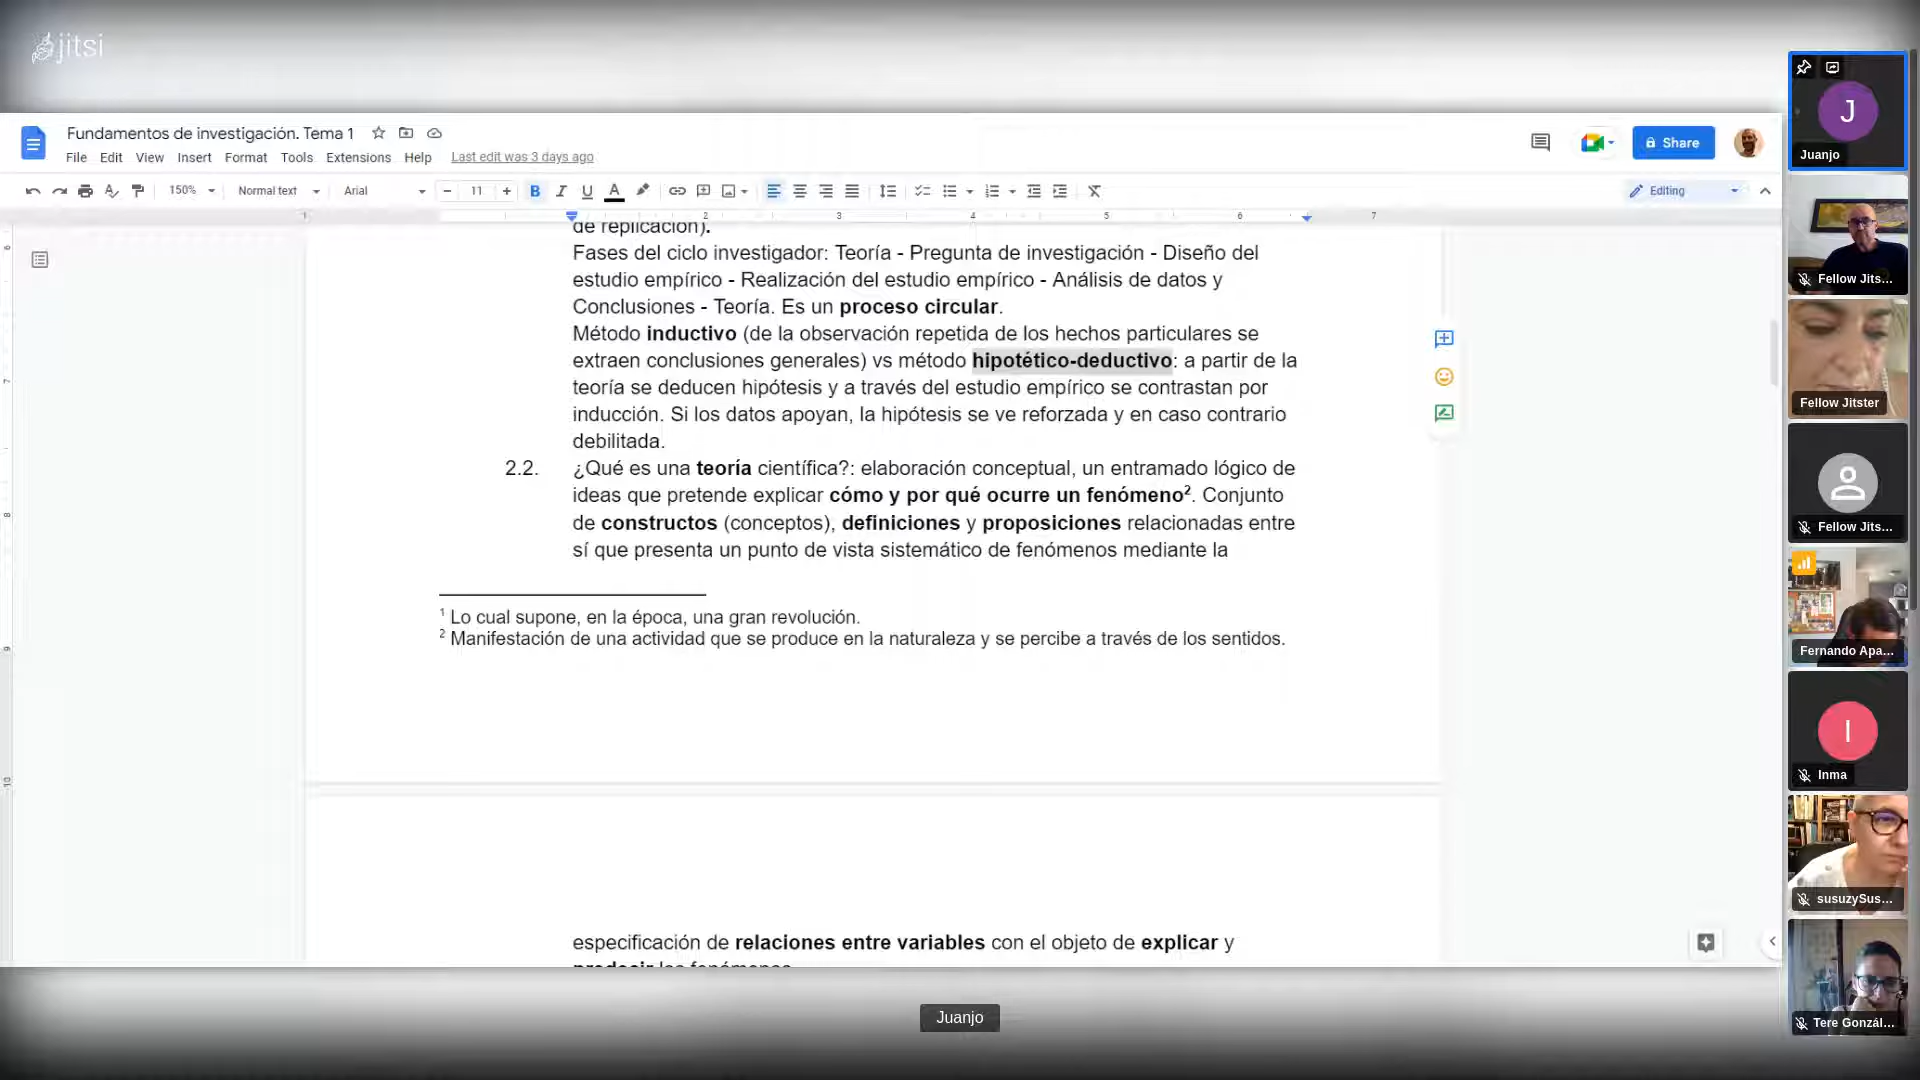 jitsi
Fundamentos de investigación. Tema 1
File Edit View Insert Format Tools Extensions Help Last edit was 3 days ago
Share
150% Normal text Arial 11 B I U A Editing
1 2 3 4 5 6 7
de replicación).
Fases del ciclo investigador: Teoría - Pregunta de investigación - Diseño del
estudio empírico - Realización del estudio empírico - Análisis de datos y
Conclusiones - Teoría. Es un proceso circular.
Método inductivo (de la observación repetida de los hechos particulares se
extraen conclusiones generales) vs método hipotético-deductivo: a partir de la
teoría se deducen hipótesis y a través del estudio empírico se contrastan por
inducción. Si los datos apoyan, la hipótesis se ve reforzada y en caso contrario
debilitada.
2.2. ¿Qué es una teoría científica?: elaboración conceptual, un entramado lógico de
ideas que pretende explicar cómo y por qué ocurre un fenómeno². Conjunto
de constructos (conceptos), definiciones y proposiciones relacionadas entre
sí que presenta un punto de vista sistemático de fenómenos mediante la
¹ Lo cual supone, en la época, una gran revolución.
² Manifestación de una actividad que se produce en la naturaleza y se percibe a través de los sentidos.
especificación de relaciones entre variables con el objeto de explicar y
predecir los fenómenos.
Juanjo
J
Juanjo
Fellow Jits...
Fellow Jitster
Fellow Jits...
Fernando Apa...
I
Inma
susuzySus...
Tere Gonzál...